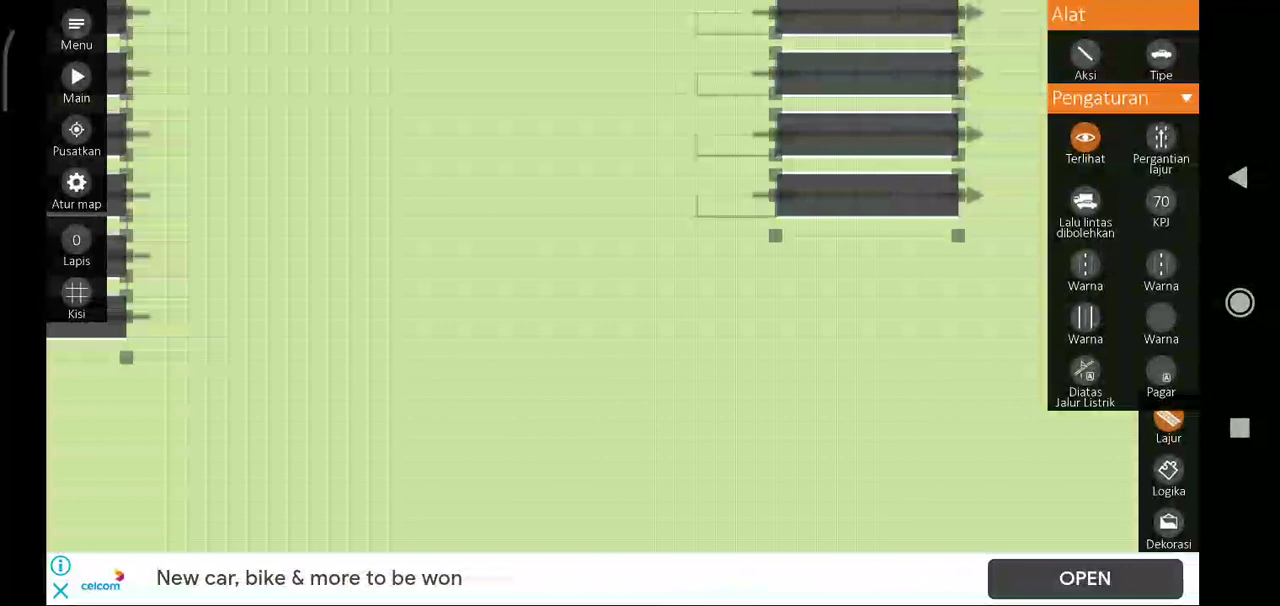 Menu
Main
Pusatkan
Atur map
0
Lapis
Kisi
Alat
Aksi
Tipe
Pengaturan
Terlihat
Pergantian
lajur
Lalu lintas
dibolehkan
70
KPJ
Warna
Warna
Warna
Warna
Diatas
Jalur Listrik
A
Pagar
A
Lajur
Logika
Dekorasi
celcom
New car, bike & more to be won
OPEN